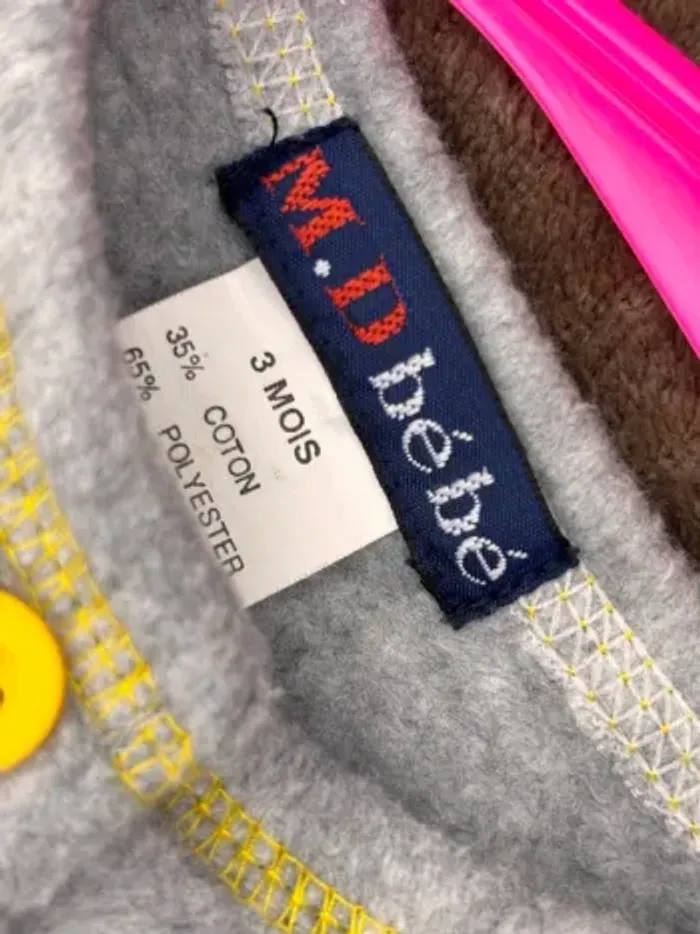 M.D bébé
3 MOIS
35% COTON
65% POLYESTER